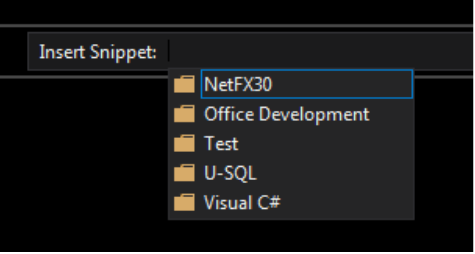 Insert Snippet:
NetFX30
Office Development
Test
U-SQL
Visual C#